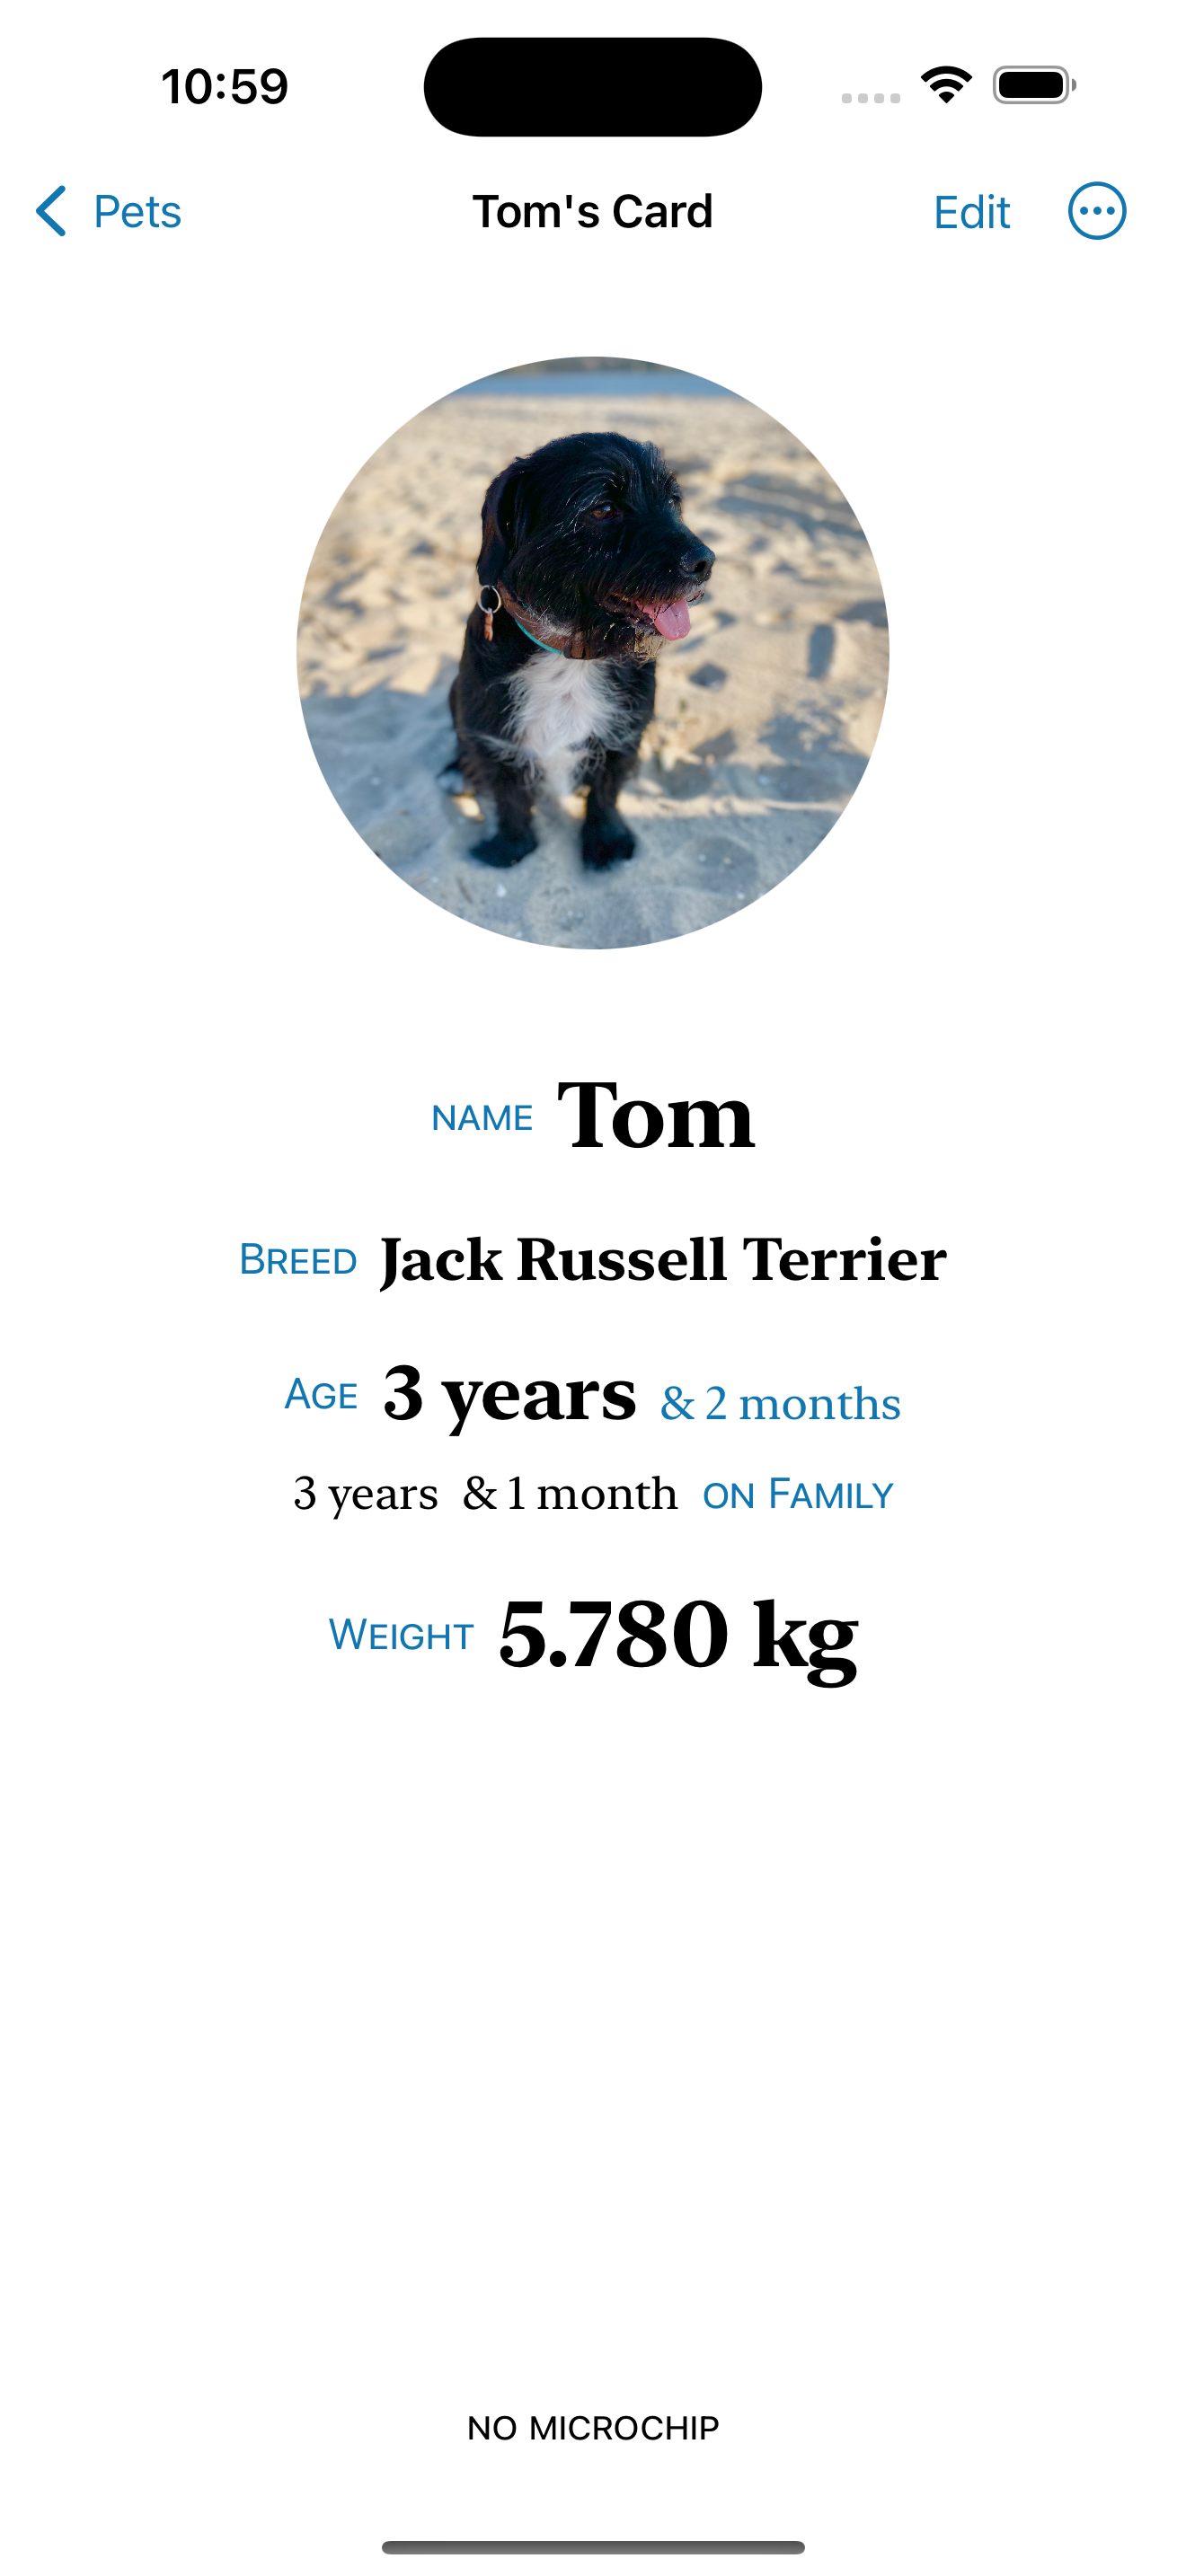 10:59
Pets Tom's Card Edit
NAME Tom
BREED Jack Russell Terrier
AGE 3 years & 2 months
3 years & 1 month ON FAMILY
WEIGHT 5.780 kg
NO MICROCHIP